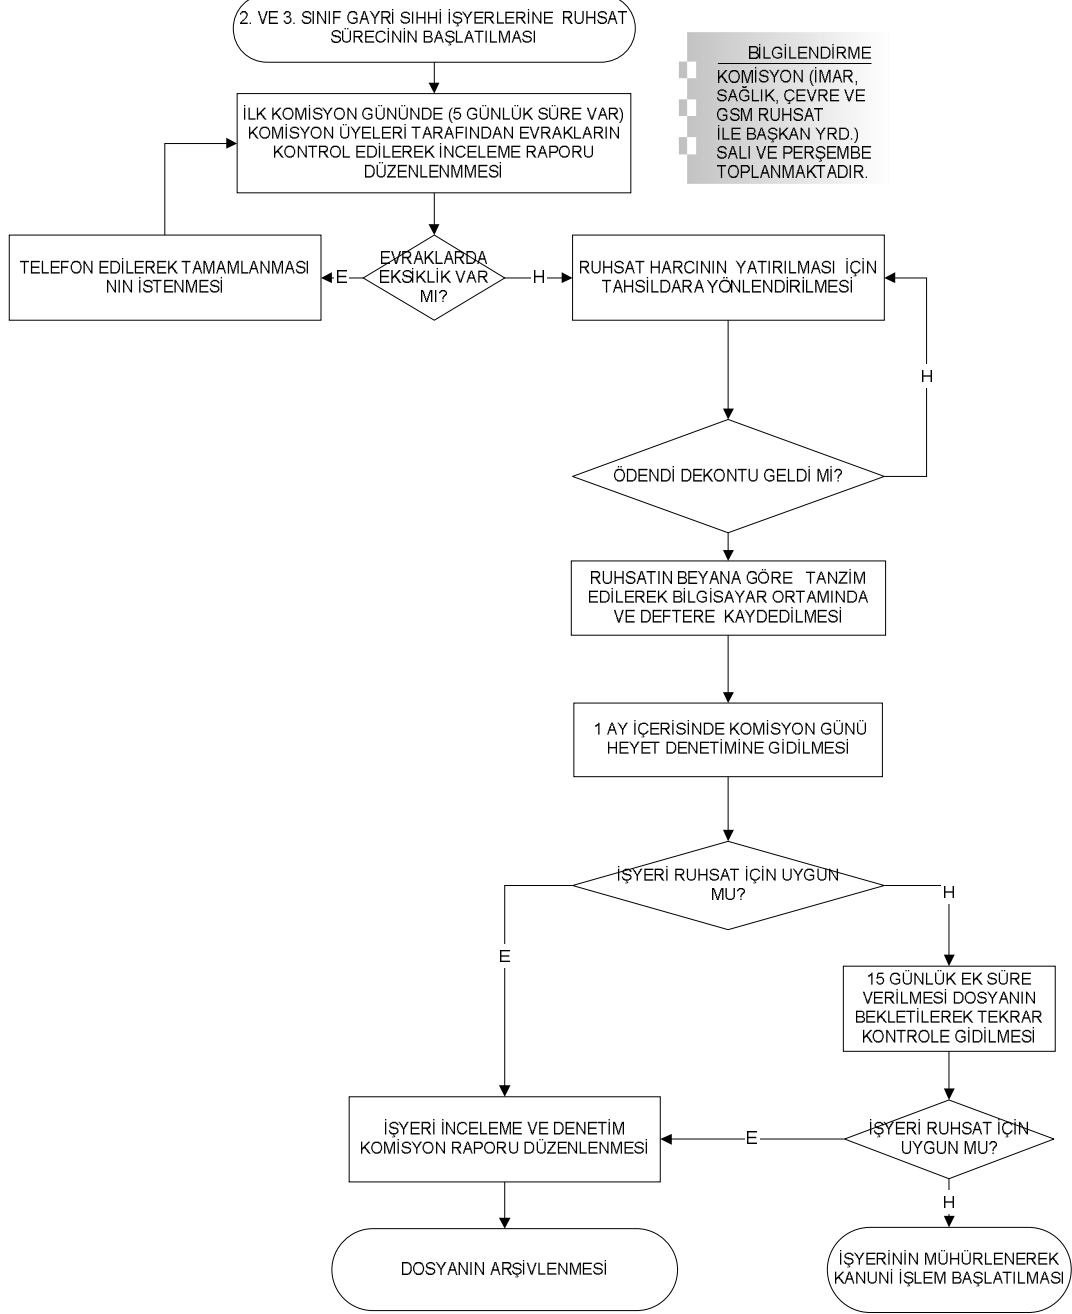 2. VE 3. SINIF GAYRİ SIHHİ İŞYERLERİNE RUHSAT
SÜRECİNİN BAŞLATILMASI
BİLGİLENDİRME
KOMİSYON (İMAR,
SAĞLIK, ÇEVRE VE
GSM RUHSAT
İLE BAŞKAN YRD.)
SALI VE PERŞEMBE
TOPLANMAKTADIR.
İLK KOMİSYON GÜNÜNDE (5 GÜNLÜK SÜRE VAR)
KOMİSYON ÜYELERİ TARAFINDAN EVRAKLARIN
KONTROL EDİLEREK İNCELEME RAPORU
DÜZENLENMMESİ
TELEFON EDİLEREK TAMAMLANMASI
NIN İSTENMESİ
E
EVRAKLARDA
EKSİKLİK VAR
MI?
H
RUHSAT HARCININ YATIRILMASI İÇİN
TAHSİLDARA YÖNLENDİRİLMESİ
H
ÖDENDİ DEKONTU GELDİ Mİ?
RUHSATIN BEYANA GÖRE TANZİM
EDİLEREK BİLGİSAYAR ORTAMINDA
VE DEFTERE KAYDEDİLMESİ
1 AY İÇERİSİNDE KOMİSYON GÜNÜ
HEYET DENETİMİNE GİDİLMESİ
İŞYERİ RUHSAT İÇİN UYGUN
MU?
H
E
15 GÜNLÜK EK SÜRE
VERİLMESİ DOSYANIN
BEKLETİLEREK TEKRAR
KONTROLE GİDİLMESİ
İŞYERİ İNCELEME VE DENETİM
KOMİSYON RAPORU DÜZENLENMESİ
E
İŞYERİ RUHSAT İÇİN
UYGUN MU?
H
DOSYANIN ARŞİVLENMESİ
İŞYERİNİN MÜHÜRLENEREK
KANUNİ İŞLEM BAŞLATILMASI